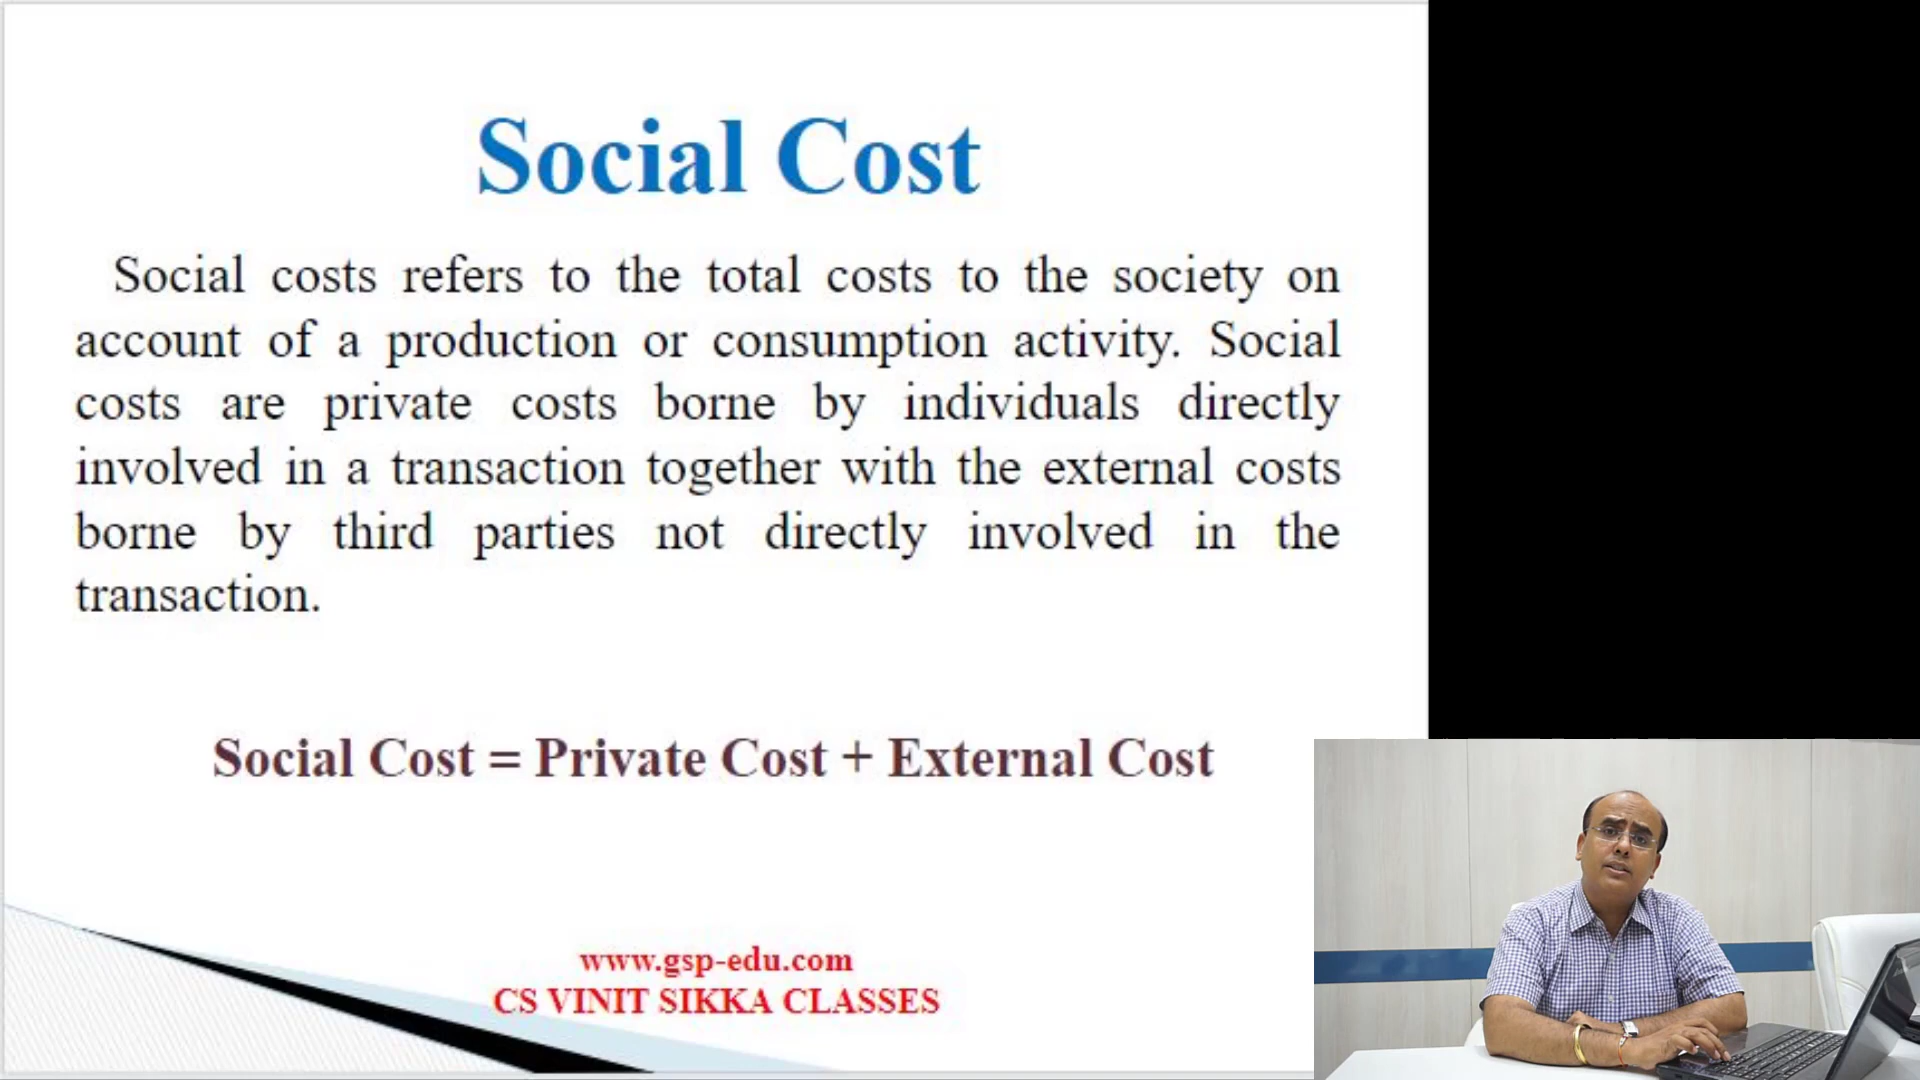 Social Cost
Social costs refers to the total costs to the society on
account of a production or consumption activity. Social
costs are private costs borne by individuals directly
involved in a transaction together with the external costs
borne by third parties not directly involved in the
transaction.
Social Cost = Private Cost + External Cost
www.gsp-edu.com
CS VINIT SIKKA CLASSES